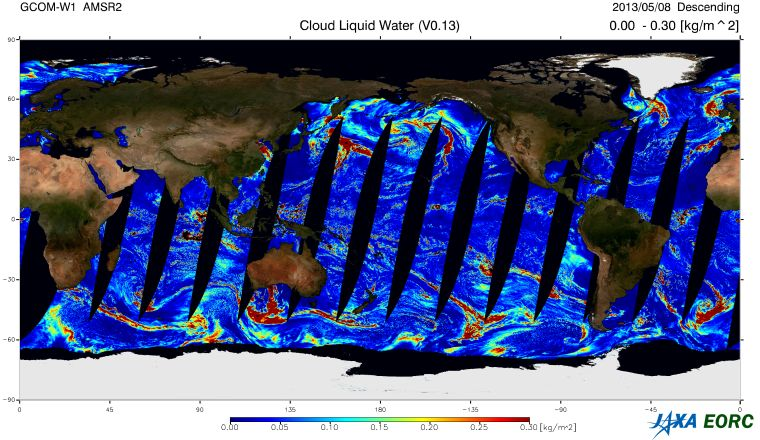 GCOM-W1 AMSR2 2013/05/08 Descending
Cloud Liquid Water (V0.13) 0.00 - 0.30 [kg/m^2]
90
60
30
0
-30
-60
-90
0 45 90 135 180 -135 -90 -45 0
0.00 0.05 0.10 0.15 0.20 0.25 0.30 [kg/m^2]
JAXA EORC